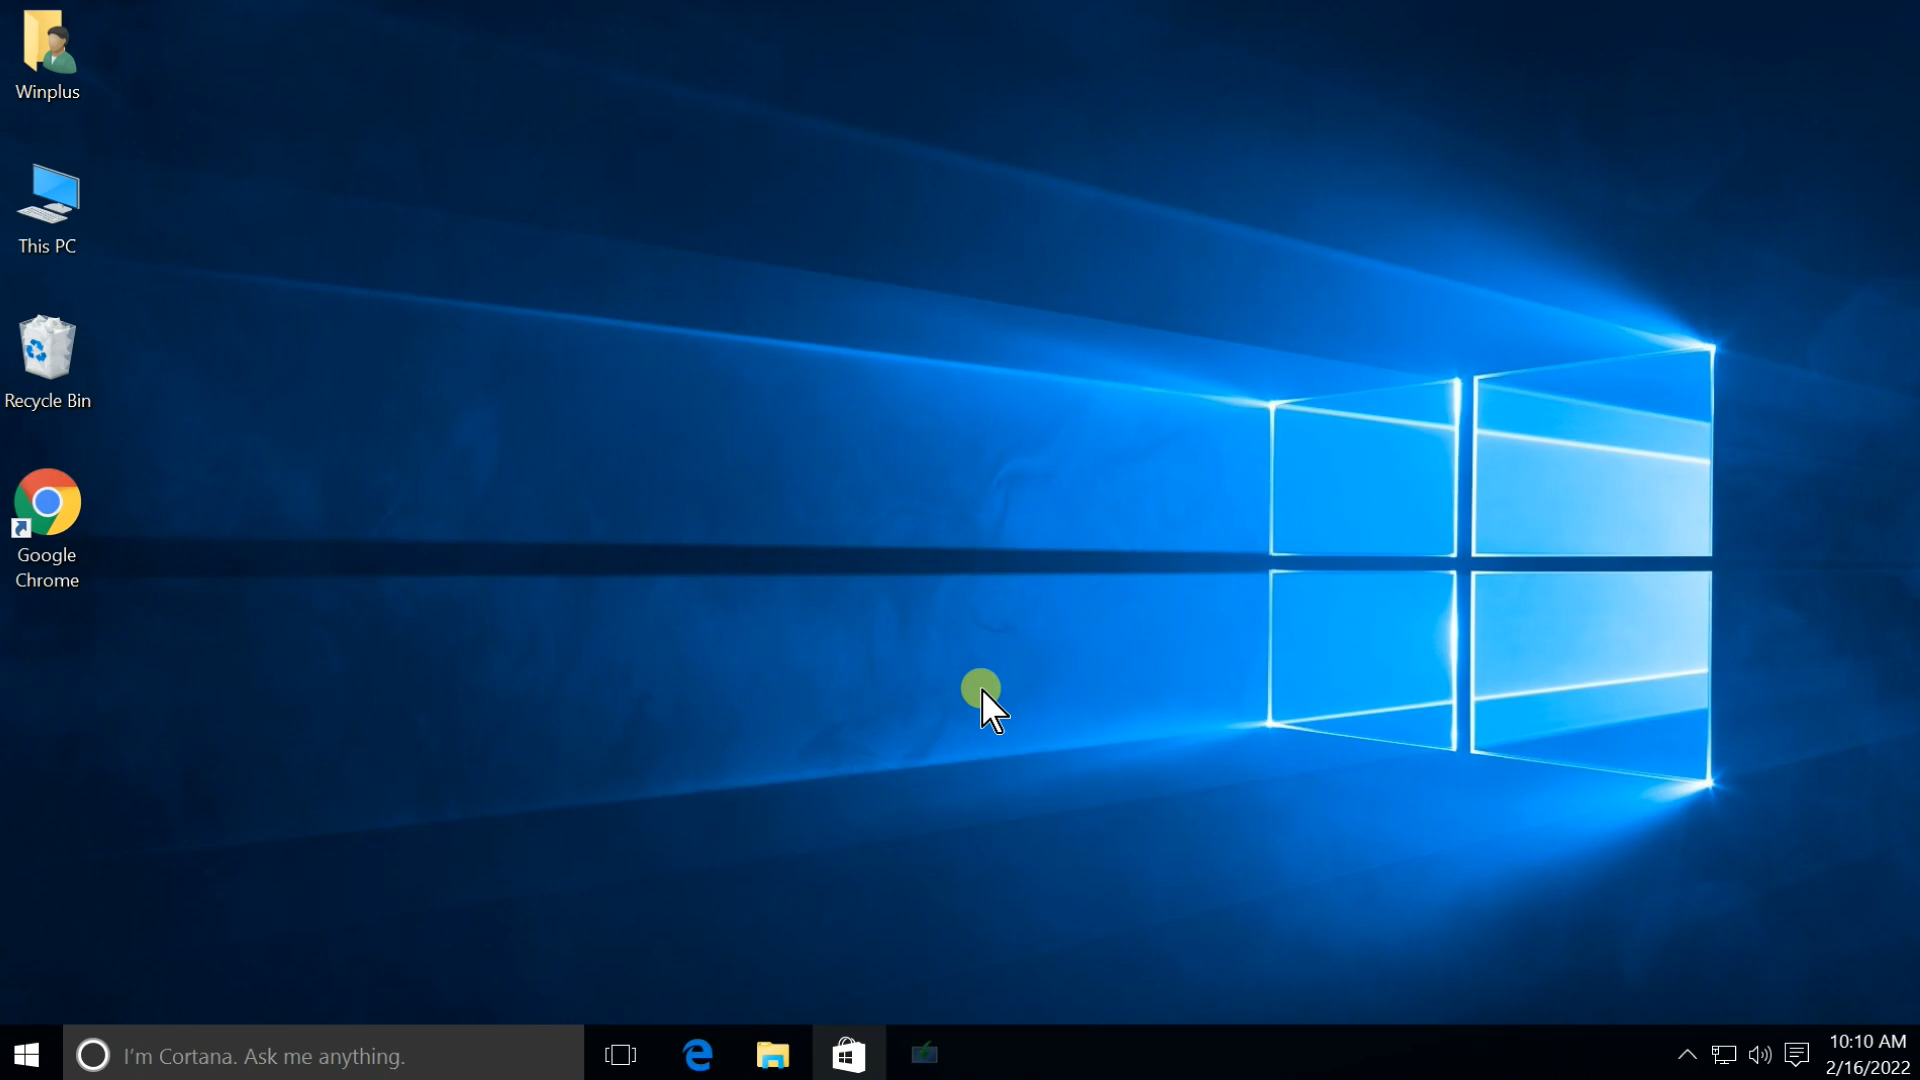 Winplus
This PC
Recycle Bin
Google
Chrome
I'm Cortana. Ask me anything.
10:10 AM
2/16/2022